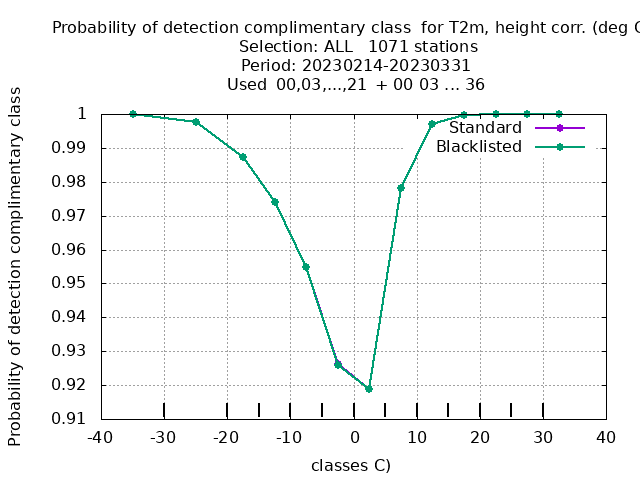 Probability of detection complimentary class  for T2m, height corr. (deg C
Selection: ALL   1071 stations
Period: 20230214-20230331
Used  00,03,...,21  + 00 03 ... 36
Probability of detection complimentary class
1
0.99
0.98
0.97
0.96
0.95
0.94
0.93
0.92
0.91
Standard
Blacklisted
-40 -30 -20 -10 0 10 20 30 40
classes C)